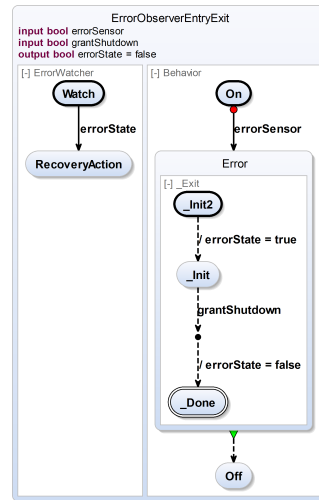 ErrorObserverEntryExit
input bool errorSensor
input bool grantShutdown
output bool errorState = false
[-] ErrorWatcher
Watch
errorState
RecoveryAction
[-] Behavior
On
errorSensor
Error
[-] _Exit
_Init2
/ errorState = true
_Init
grantShutdown
/ errorState = false
_Done
Off